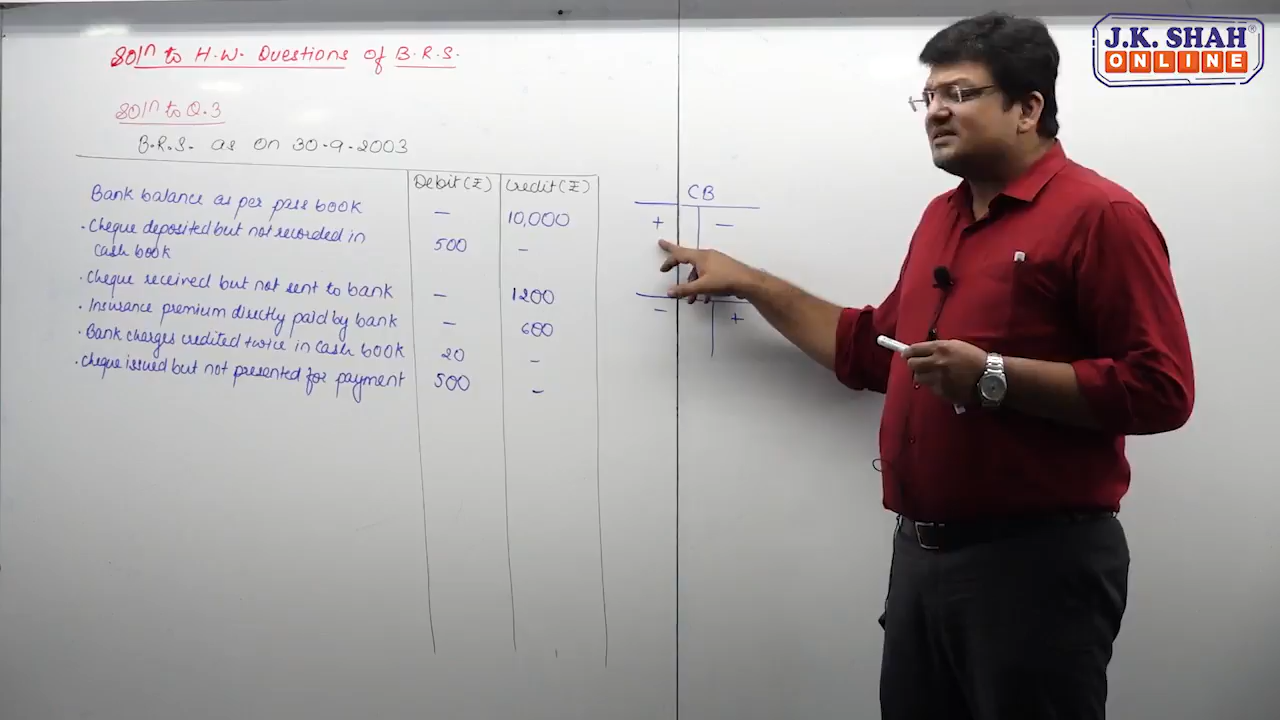 Sol^n to H.W. Questions of B.R.S.
Sol^n to Q.3
B.R.S. as on 30-9-2003
Debit (₹) Credit (₹)
Bank balance as per pass book — 10,000
· Cheque deposited but not recorded in
cash book 500 —
· Cheque received but not sent to bank — 1200
· Insurance premium directly paid by bank — 600
· Bank charges credited twice in cash book 20 —
· Cheque issued but not presented for payment 500 —
CB
+ —
— +
J.K. SHAH®
ONLINE